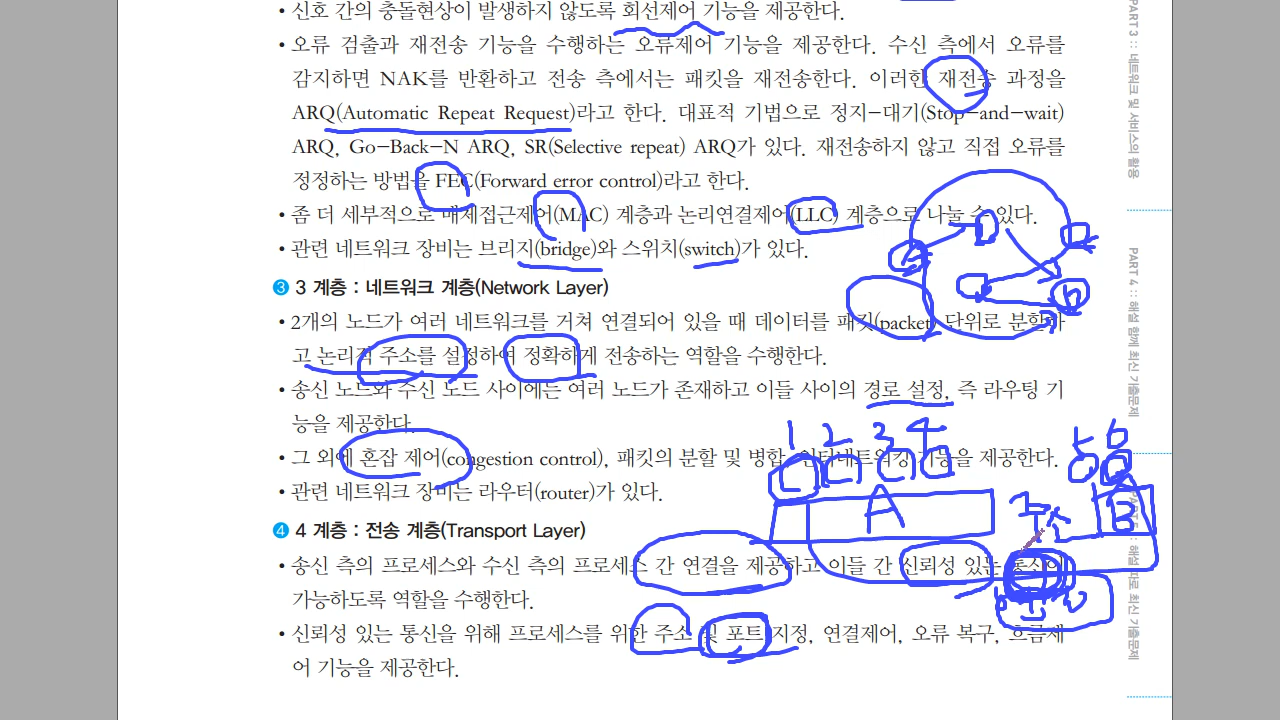 • 신호 간의 충돌현상이 발생하지 않도록 회선제어 기능을 제공한다.
• 오류 검출과 재전송 기능을 수행하는 오류제어 기능을 제공한다. 수신 측에서 오류를
감지하면 NAK를 반환하고 전송 측에서는 패킷을 재전송한다. 이러한 재전송 과정을
ARQ(Automatic Repeat Request)라고 한다. 대표적 기법으로 정지-대기(Stop-and-wait)
ARQ, Go-Back-N ARQ, SR(Selective repeat) ARQ가 있다. 재전송하지 않고 직접 오류를
정정하는 방법을 FEC(Forward error control)라고 한다.
• 좀 더 세부적으로 매체접근제어(MAC) 계층과 논리연결제어(LLC) 계층으로 나눌 수 있다.
• 관련 네트워크 장비는 브리지(bridge)와 스위치(switch)가 있다.
3 3 계층 : 네트워크 계층(Network Layer)
• 2개의 노드가 여러 네트워크를 거쳐 연결되어 있을 때 데이터를 패킷(packet) 단위로 분할하
고 논리적 주소를 설정하여 정확하게 전송하는 역할을 수행한다.
• 송신 노드와 수신 노드 사이에는 여러 노드가 존재하고 이들 사이의 경로 설정, 즉 라우팅 기
능을 제공한다.
1 2 3 4 5 6
• 그 외에 혼잡 제어(congestion control), 패킷의 분할 및 병합, 인터네트워킹 기능을 제공한다.
• 관련 네트워크 장비는 라우터(router)가 있다.
A B
4 4 계층 : 전송 계층(Transport Layer)
• 송신 측의 프로세스와 수신 측의 프로세스 간 연결을 제공하고 이들 간 신뢰성 있는 통신이
가능하도록 역할을 수행한다.
• 신뢰성 있는 통신을 위해 프로세스를 위한 주소 및 포트 지정, 연결제어, 오류 복구, 흐름제
어 기능을 제공한다.
PART 3 :: 네트워크 및 서비스의 활용
PART 4 :: 해설 함께 최신 기출문제
PART 5 :: 해설 따로 최신 기출문제